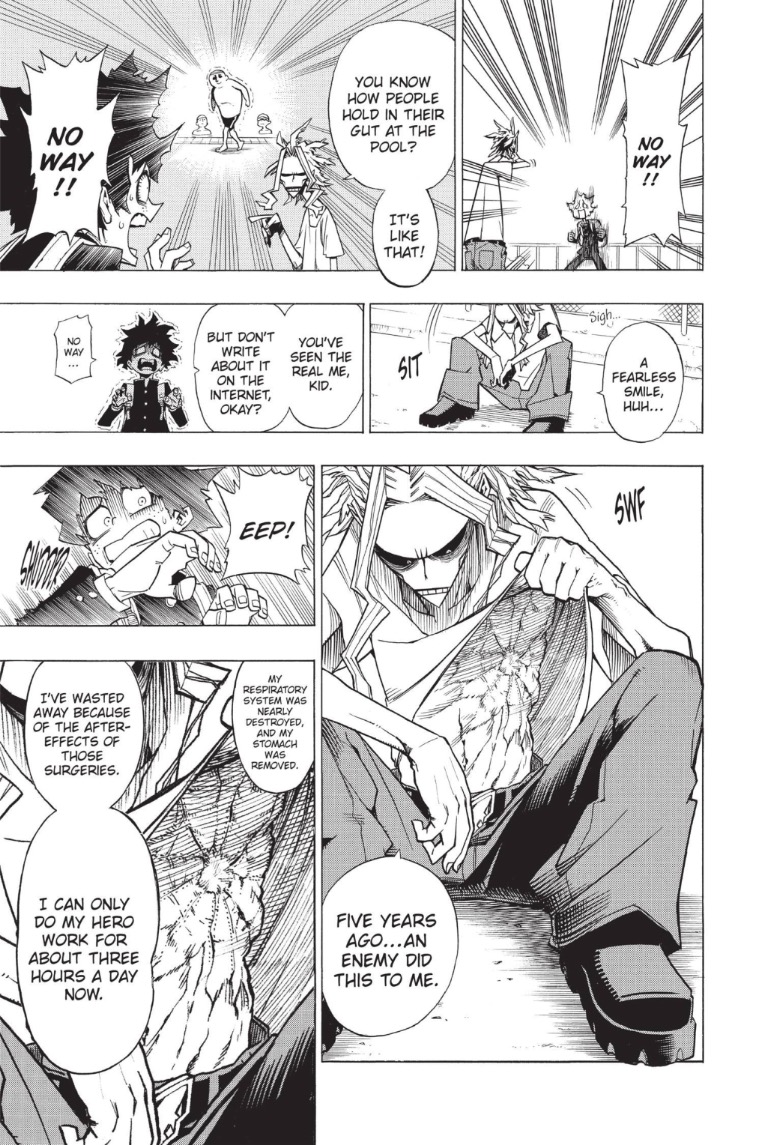 NO
WAY
!!
YOU KNOW
HOW PEOPLE
HOLD IN THEIR
GUT AT THE
POOL?
IT'S
LIKE
THAT!
NO
WAY
!!
Sigh...
A
FEARLESS
SMILE,
HUH...
SIT
YOU'VE
SEEN THE
REAL ME,
KID.
BUT DON'T
WRITE
ABOUT IT
ON THE
INTERNET,
OKAY?
NO
WAY
...
SWF
FIVE YEARS
AGO...AN
ENEMY DID
THIS TO ME.
EEP!
MY
RESPIRATORY
SYSTEM WAS
NEARLY
DESTROYED,
AND MY
STOMACH
WAS
REMOVED.
I'VE WASTED
AWAY BECAUSE
OF THE AFTER-
EFFECTS OF
THOSE
SURGERIES.
I CAN ONLY
DO MY HERO
WORK FOR
ABOUT THREE
HOURS A DAY
NOW.